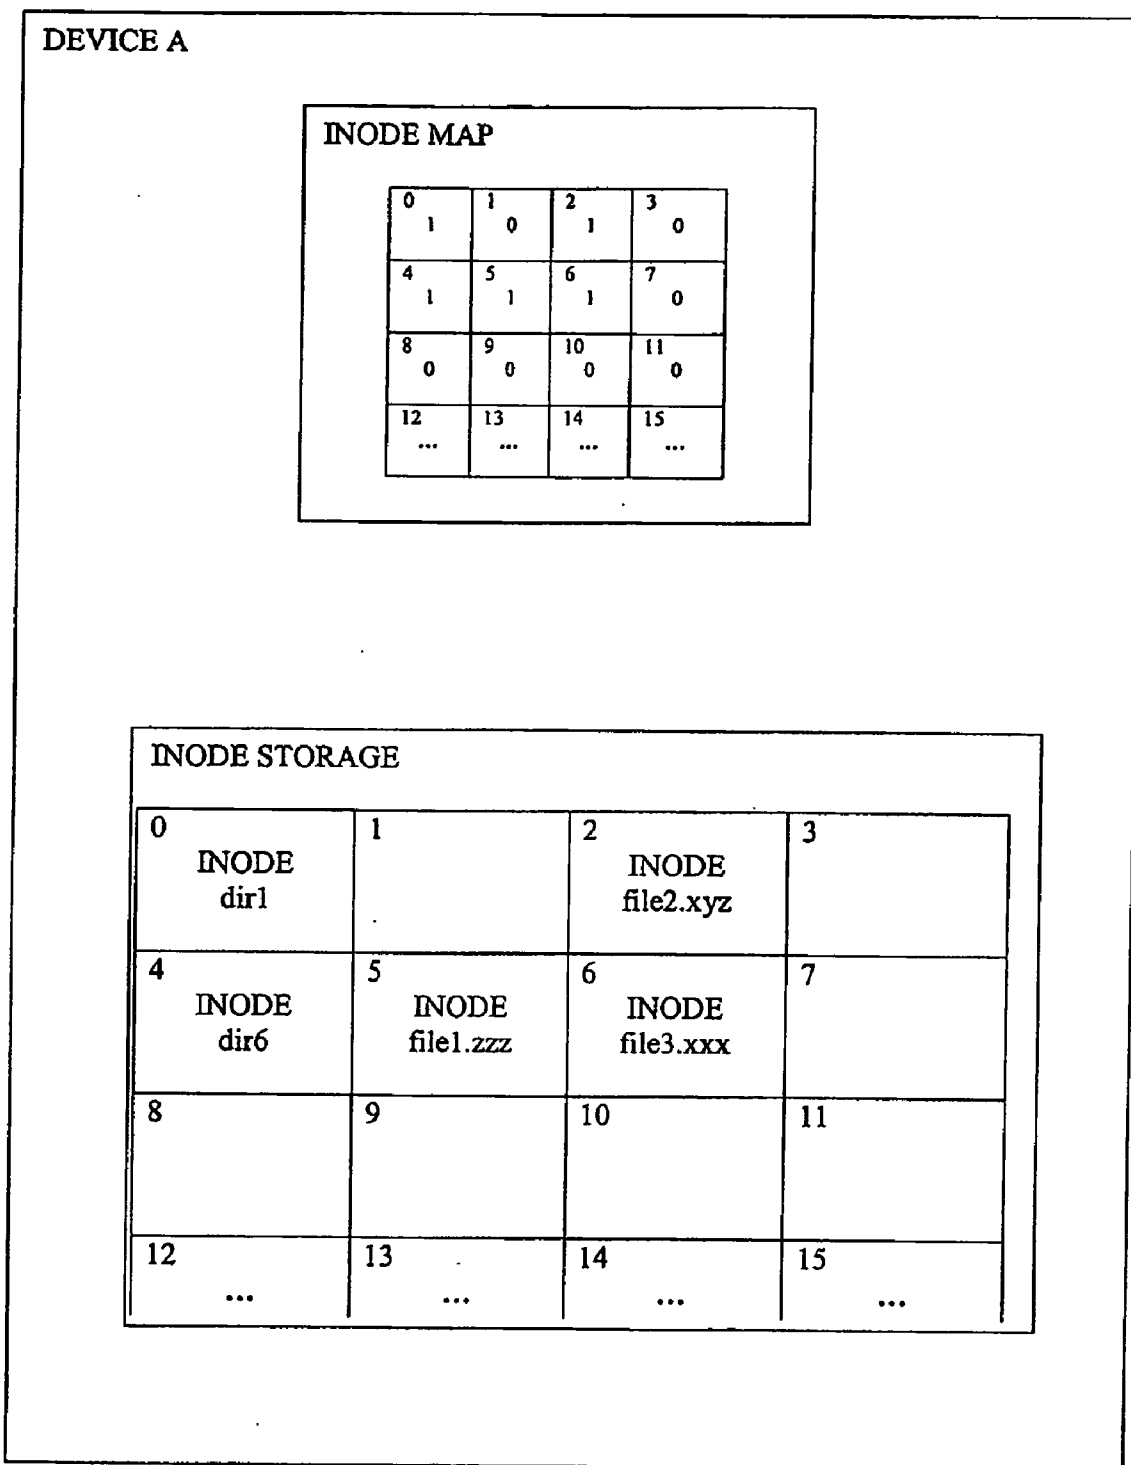 DEVICE A
INODE MAP
0 1 2 3
1 0 1 0
4 5 6 7
1 1 1 0
8 9 10 11
0 0 0 0
12 13 14 15
... ... ... ...
INODE STORAGE
0 1 2 3
INODE INODE
dir1 file2.xyz
4 5 6 7
INODE INODE INODE
dir6 file1.zzz file3.xxx
8 9 10 11
12 13 14 15
... ... ... ...